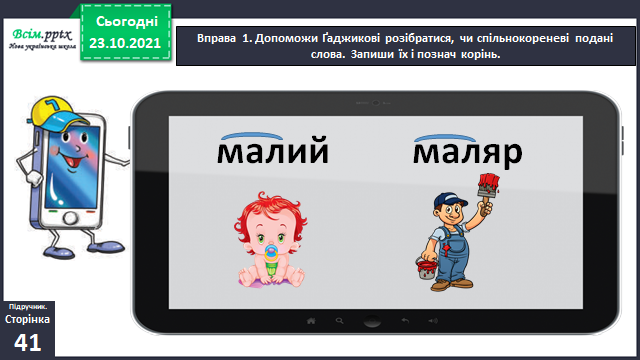 Всім.pptx
Нова українська школа
Сьогодні
23.10.2021
Вправа 1. Допоможи Ґаджикові розібратися, чи спільнокореневі подані
слова. Запиши їх і познач корінь.
малий маляр
Підручник.
Сторінка
41